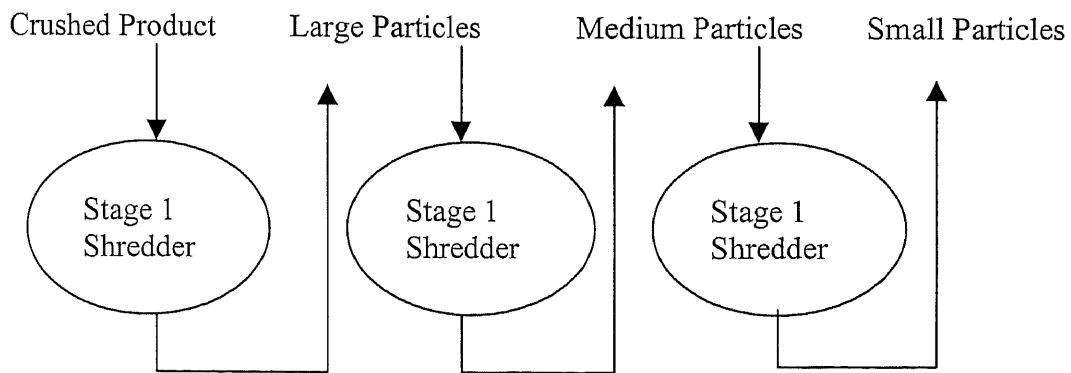 Crushed Product
Large Particles
Medium Particles
Small Particles
Stage 1
Shredder
Stage 1
Shredder
Stage 1
Shredder